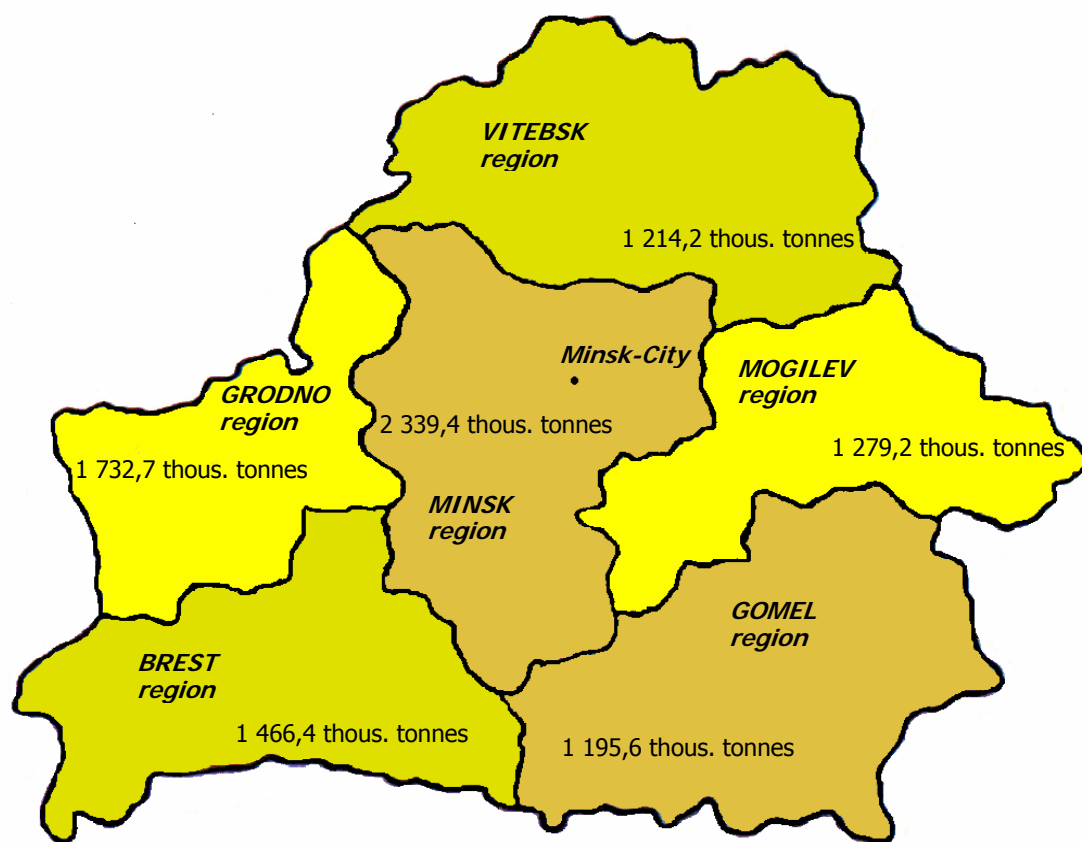 VITEBSK
region
1 214,2 thous. tonnes
Minsk-City
MOGILEV
region
GRODNO
region
2 339,4 thous. tonnes
1 279,2 thous. tonnes
1 732,7 thous. tonnes
MINSK
region
GOMEL
region
BREST
region
1 466,4 thous. tonnes
1 195,6 thous. tonnes